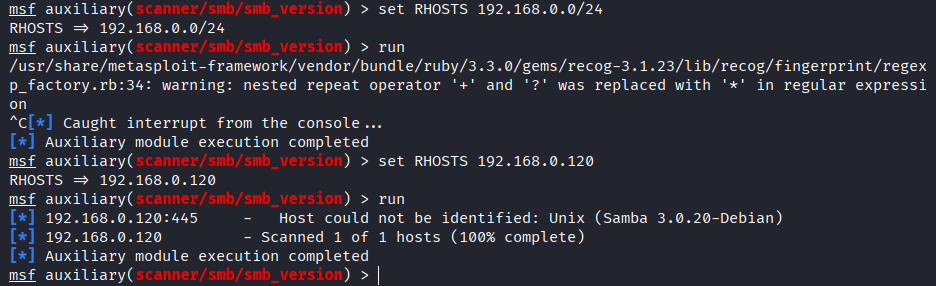 msf auxiliary(scanner/smb/smb_version) > set RHOSTS 192.168.0.0/24
RHOSTS => 192.168.0.0/24
msf auxiliary(scanner/smb/smb_version) > run
/usr/share/metasploit-framework/vendor/bundle/ruby/3.3.0/gems/recog-3.1.23/lib/recog/fingerprint/regex
p_factory.rb:34: warning: nested repeat operator '+' and '?' was replaced with '*' in regular expressi
on
^C[*] Caught interrupt from the console...
[*] Auxiliary module execution completed
msf auxiliary(scanner/smb/smb_version) > set RHOSTS 192.168.0.120
RHOSTS => 192.168.0.120
msf auxiliary(scanner/smb/smb_version) > run
[*] 192.168.0.120:445     -   Host could not be identified: Unix (Samba 3.0.20-Debian)
[*] 192.168.0.120         - Scanned 1 of 1 hosts (100% complete)
[*] Auxiliary module execution completed
msf auxiliary(scanner/smb/smb_version) >